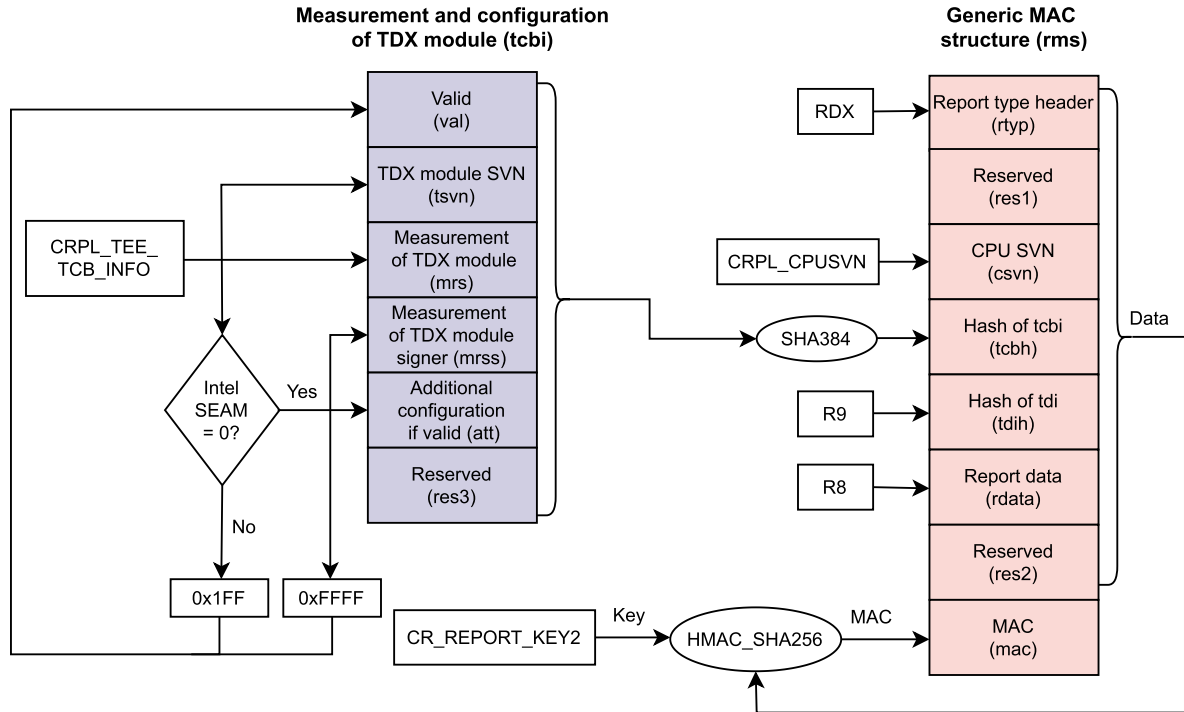 Measurement and configuration
of TDX module (tcbi)
Generic MAC
structure (rms)
Valid
(val)
TDX module SVN
(tsvn)
Measurement
of TDX module
(mrs)
Measurement
of TDX module
signer (mrss)
Additional
configuration
if valid (att)
Reserved
(res3)
CRPL_TEE_
TCB_INFO
Intel
SEAM
= 0?
Yes
No
0x1FF
0xFFFF
RDX
Report type header
(rtyp)
Reserved
(res1)
CRPL_CPUSVN
CPU SVN
(csvn)
SHA384
Hash of tcbi
(tcbh)
R9
Hash of tdi
(tdih)
R8
Report data
(rdata)
Reserved
(res2)
Data
CR_REPORT_KEY2
Key
HMAC_SHA256
MAC
MAC
(mac)